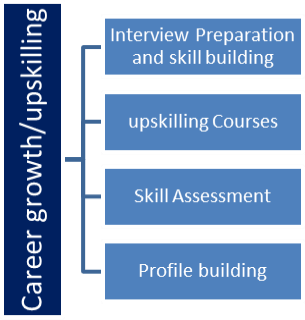 Career growth/upskilling
Interview Preparation
and skill building
upskilling Courses
Skill Assessment
Profile building